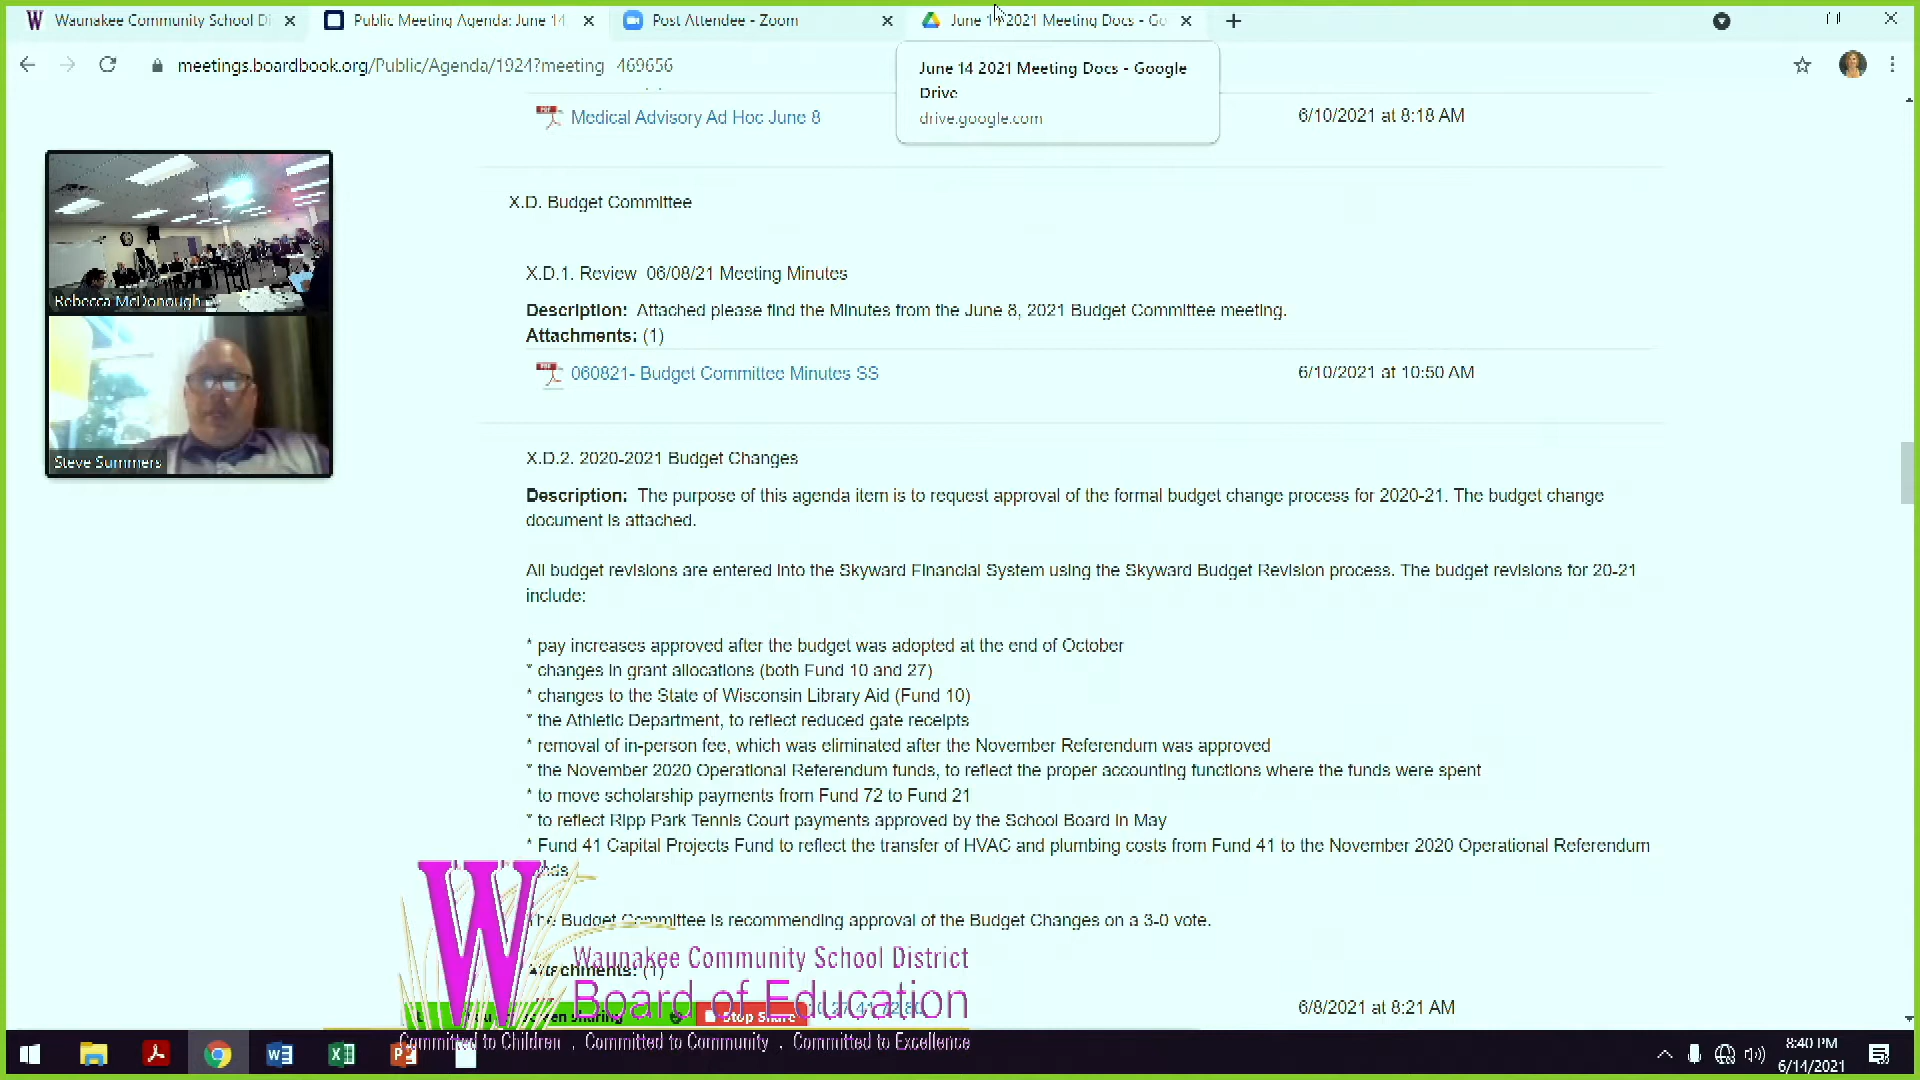 Waunakee Community School Di
Public Meeting Agenda: June 14
Post Attendee - Zoom
June 14 2021 Meeting Docs - Go
meetings.boardbook.org/Public/Agenda/1924?meeting 469656
June 14 2021 Meeting Docs - Google
Drive
drive.google.com
Medical Advisory Ad Hoc June 8
6/10/2021 at 8:18 AM
Rebecca McDonough
Steve Summers
X.D. Budget Committee
X.D.1. Review 06/08/21 Meeting Minutes
Description: Attached please find the Minutes from the June 8, 2021 Budget Committee meeting.
Attachments: (1)
060821- Budget Committee Minutes SS
6/10/2021 at 10:50 AM
X.D.2. 2020-2021 Budget Changes
Description: The purpose of this agenda item is to request approval of the formal budget change process for 2020-21. The budget change
document is attached.
All budget revisions are entered into the Skyward Financial System using the Skyward Budget Revision process. The budget revisions for 20-21
include:
* pay increases approved after the budget was adopted at the end of October
* changes in grant allocations (both Fund 10 and 27)
* changes to the State of Wisconsin Library Aid (Fund 10)
* the Athletic Department, to reflect reduced gate receipts
* removal of in-person fee, which was eliminated after the November Referendum was approved
* the November 2020 Operational Referendum funds, to reflect the proper accounting functions where the funds were spent
* to move scholarship payments from Fund 72 to Fund 21
* to reflect Ripp Park Tennis Court payments approved by the School Board in May
* Fund 41 Capital Projects Fund to reflect the transfer of HVAC and plumbing costs from Fund 41 to the November 2020 Operational Referendum
The Budget Committee is recommending approval of the Budget Changes on a 3-0 vote.
Attachments: (1)
6/8/2021 at 8:21 AM
W
Waunakee Community School District
Board of Education
screen sharing
Stop Share
Committed to Children . Committed to Community . Committed to Excellence
8:40 PM
6/14/2021